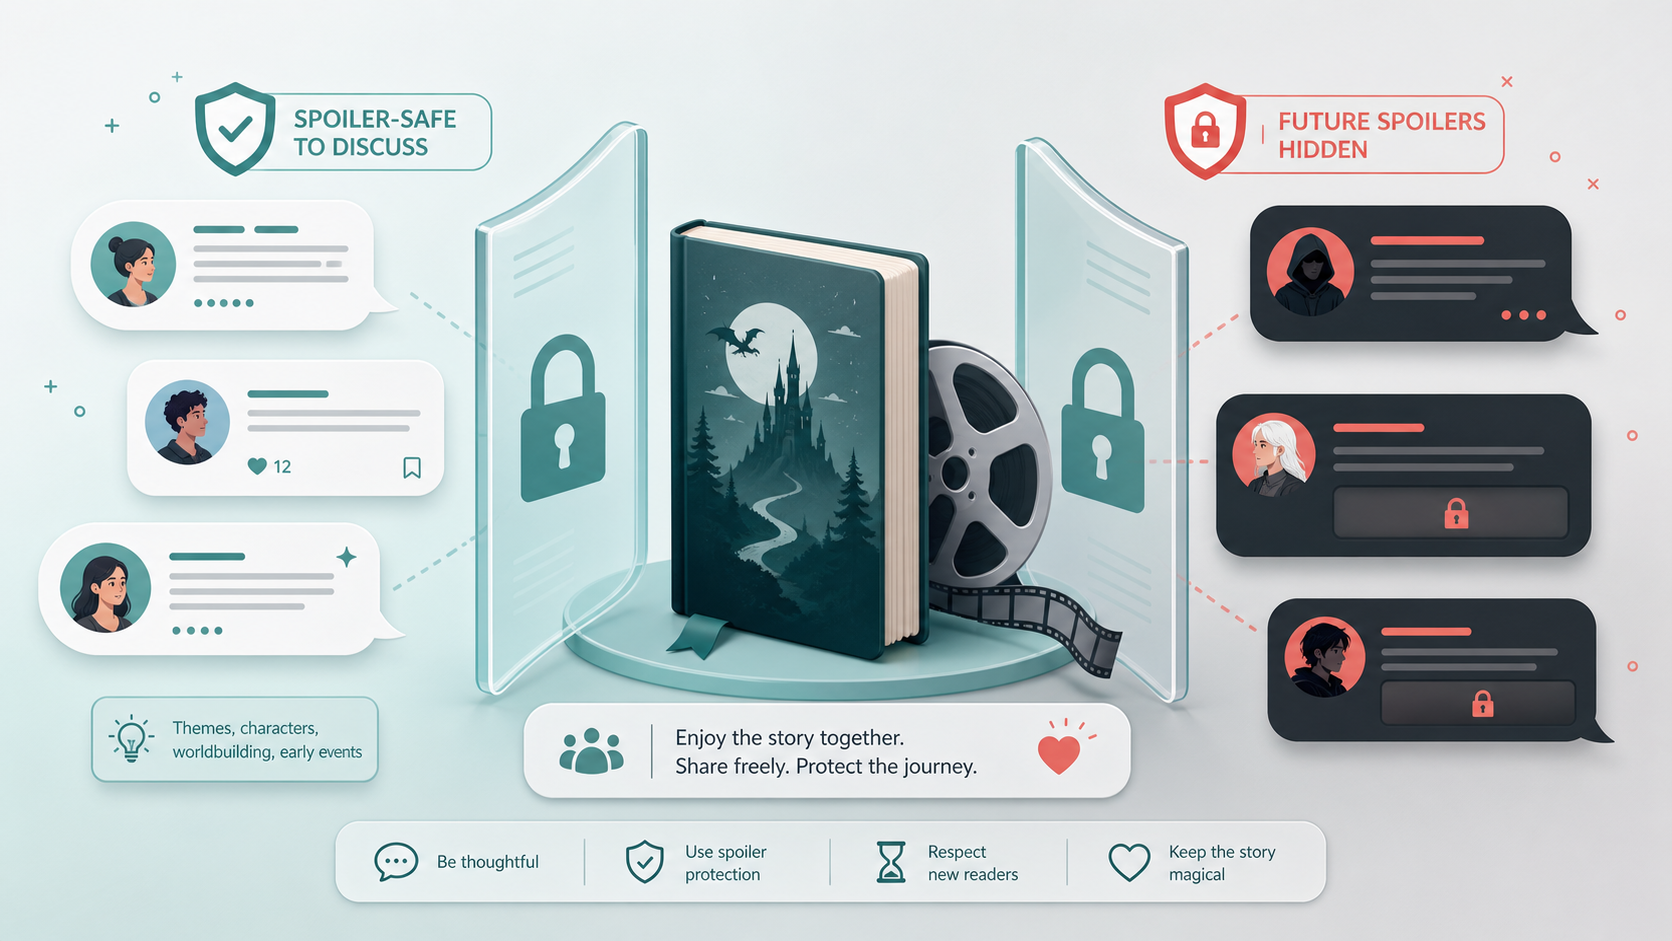 SPOILER-SAFE
TO DISCUSS
FUTURE SPOILERS
HIDDEN
12
Themes, characters,
worldbuilding, early events
Enjoy the story together.
Share freely. Protect the journey.
Be thoughtful
Use spoiler
protection
Respect
new readers
Keep the story
magical